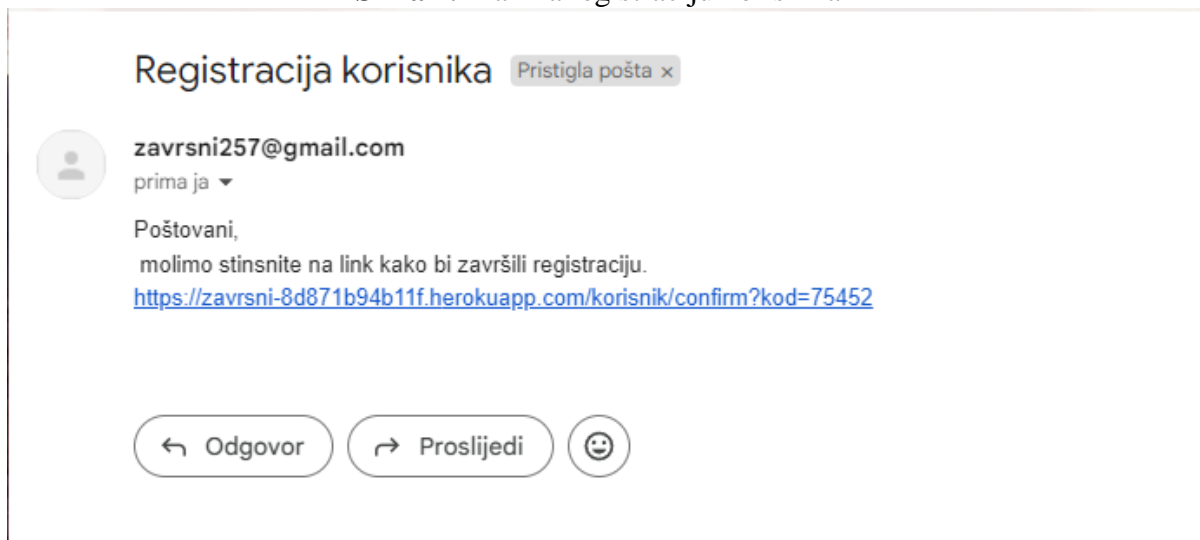 Registracija korisnika Pristigla pošta ×
zavrsni257@gmail.com
prima ja
Poštovani,
molimo stinsnite na link kako bi završili registraciju.
https://zavrsni-8d871b94b11f.herokuapp.com/korisnik/confirm?kod=75452
Odgovor Proslijedi